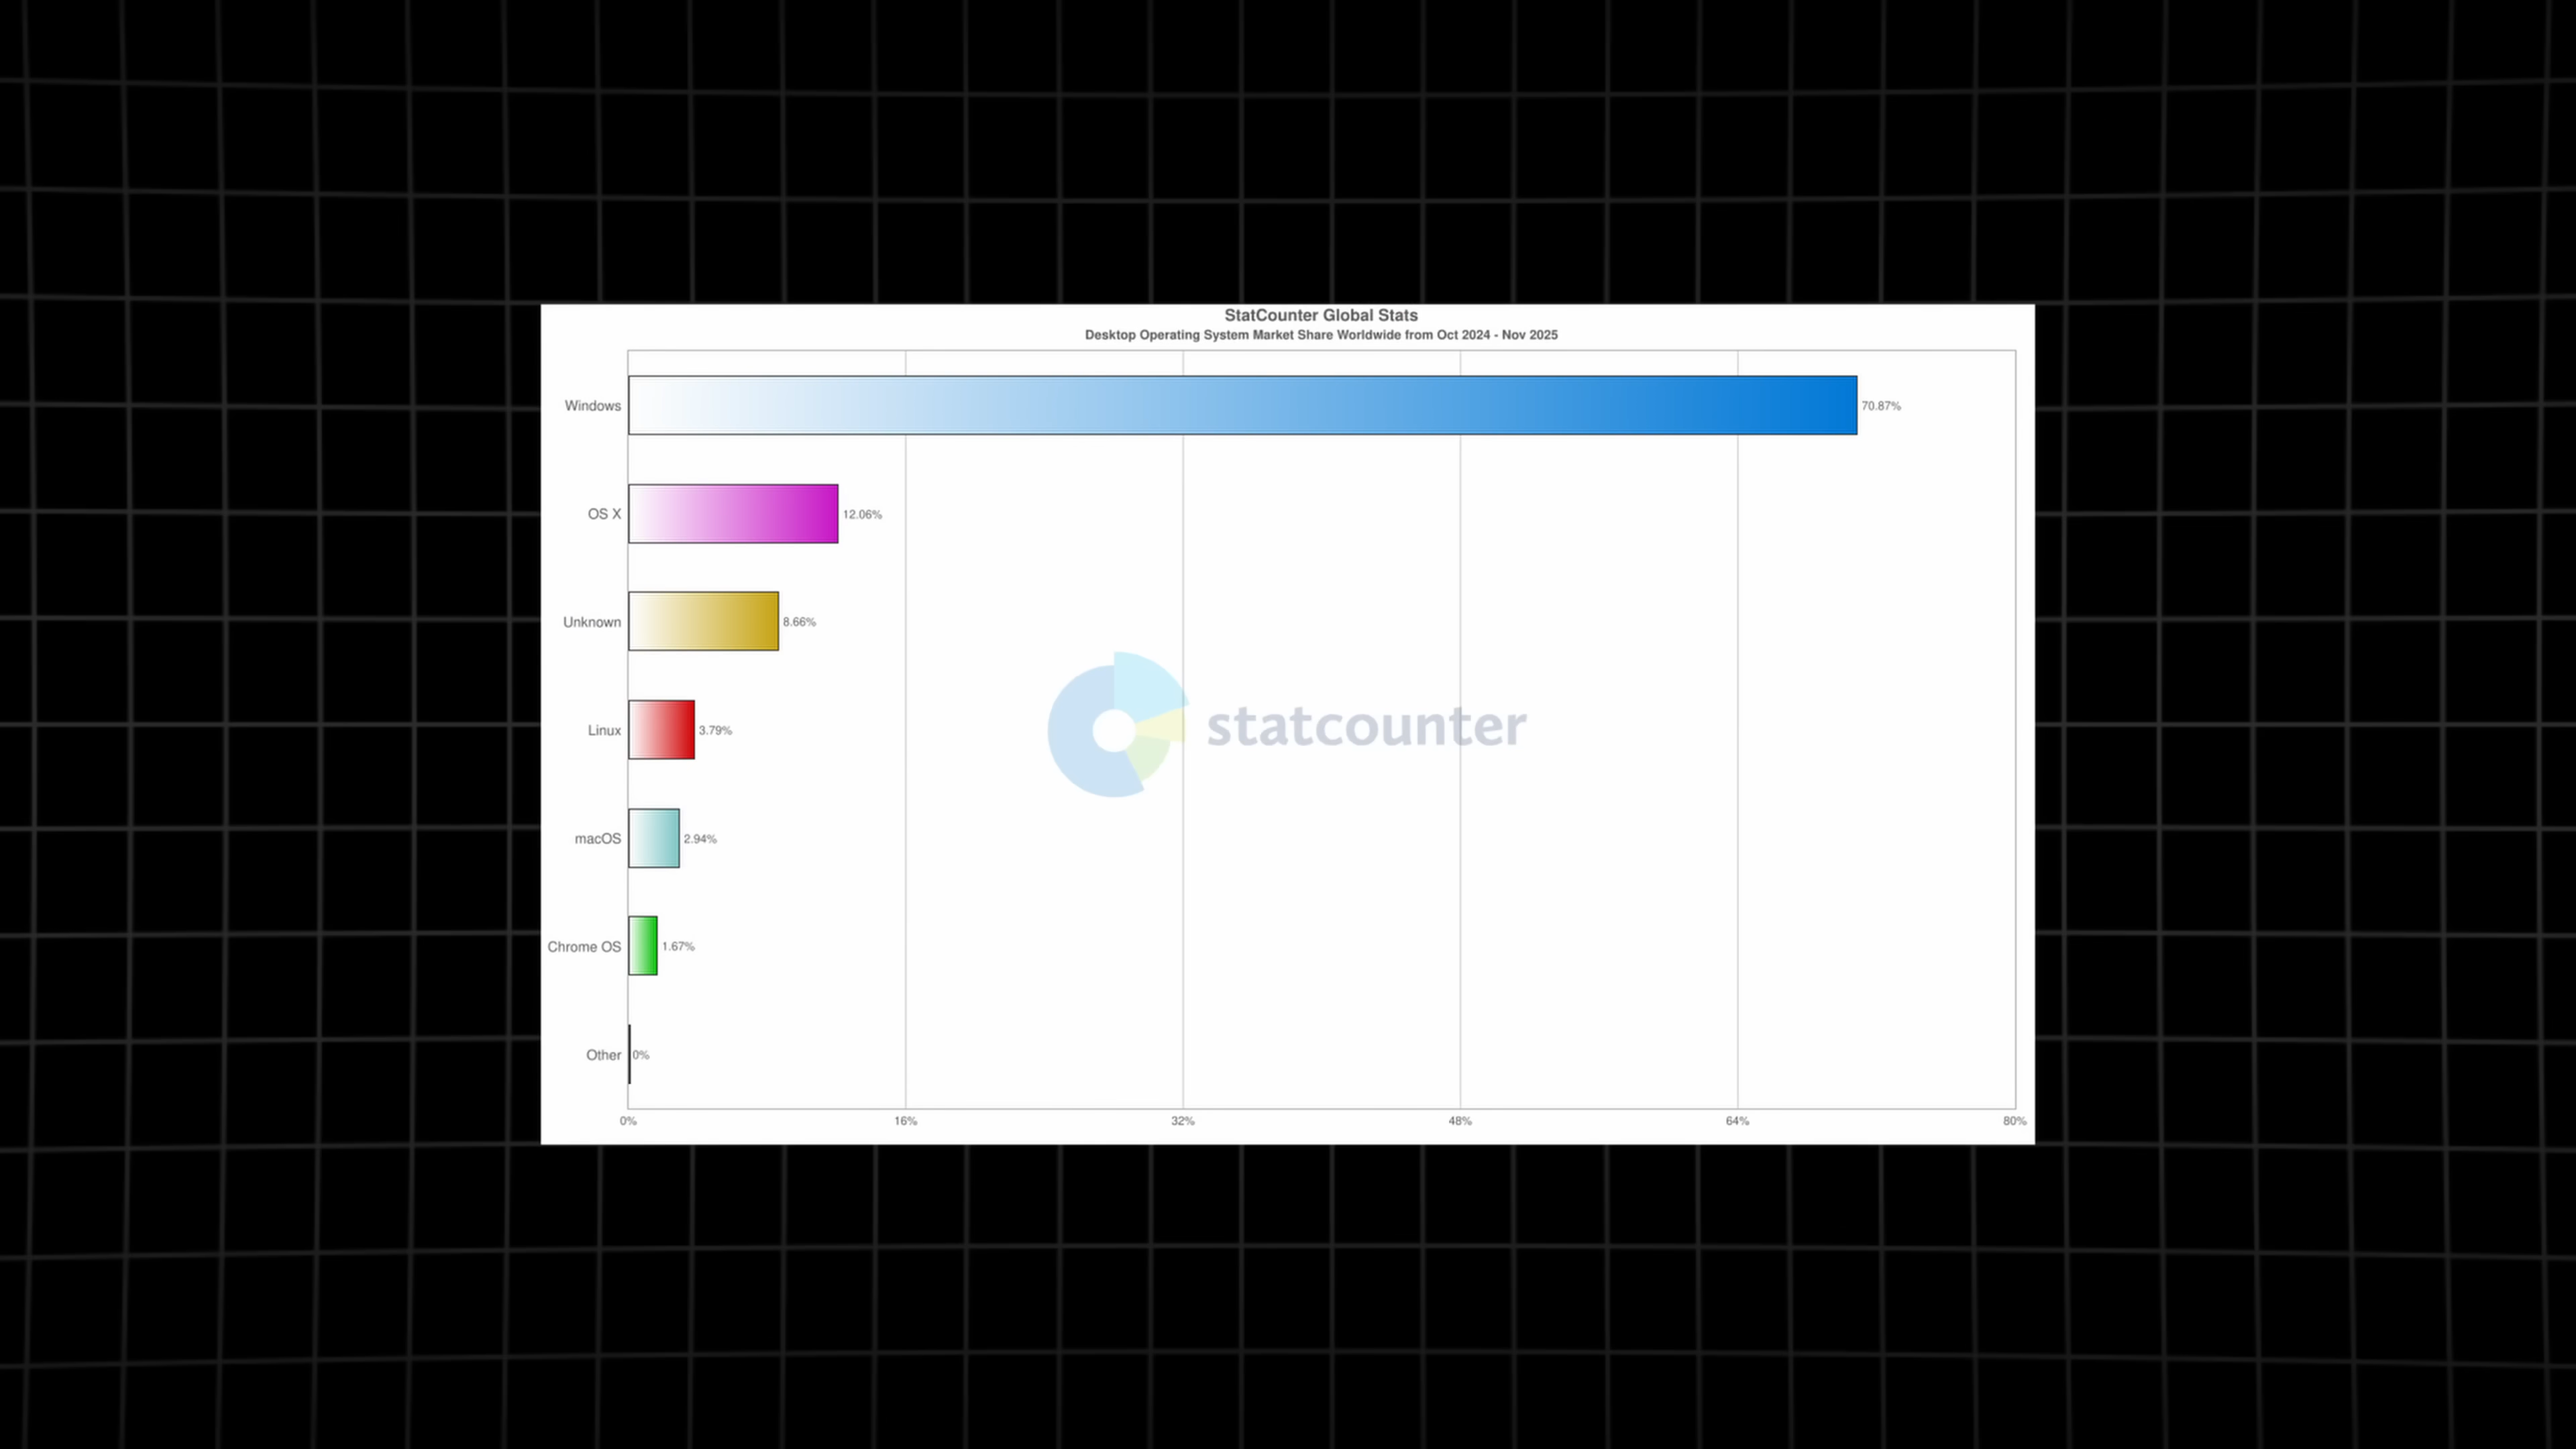 StatCounter Global Stats
Desktop Operating System Market Share Worldwide from Oct 2024 - Nov 2025
Windows 70.87%
OS X 12.06%
Unknown 8.66%
Linux 3.79%
statcounter
macOS 2.94%
Chrome OS 1.67%
Other 0%
0% 16% 32% 48% 64% 80%